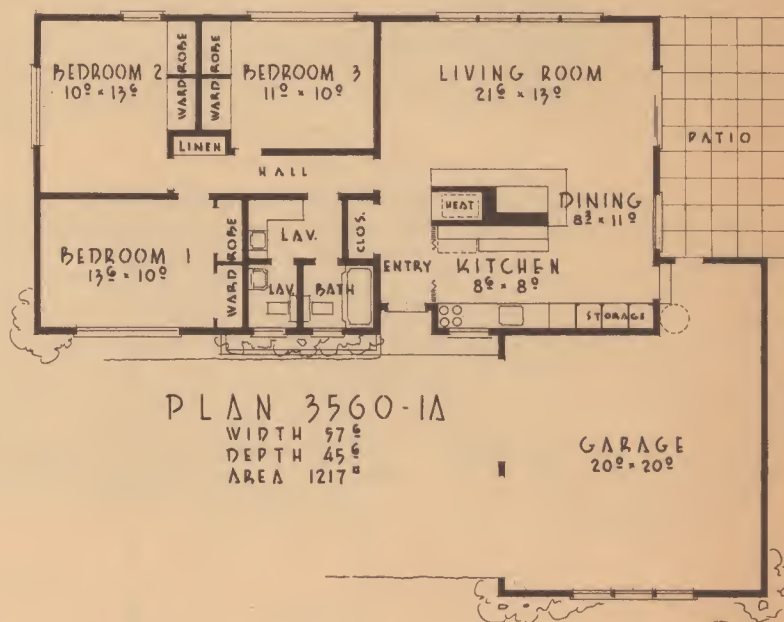 BEDROOM 2
10⁰ × 13⁶
WARDROBE
WARDROBE
BEDROOM 3
11⁰ × 10⁰
LIVING ROOM
21⁶ × 13⁰
PATIO
LINEN
HALL
HEAT
DINING
8³ × 11⁰
BEDROOM 1
13⁶ × 10⁰
WARDROBE
LAV.
CLOS.
LAV.
BATH
ENTRY
KITCHEN
8⁶ × 8⁰
STORAGE
PLAN 3560-1A
WIDTH 57⁶
DEPTH 45⁶
AREA 1217▫
GARAGE
20⁰ × 20⁰